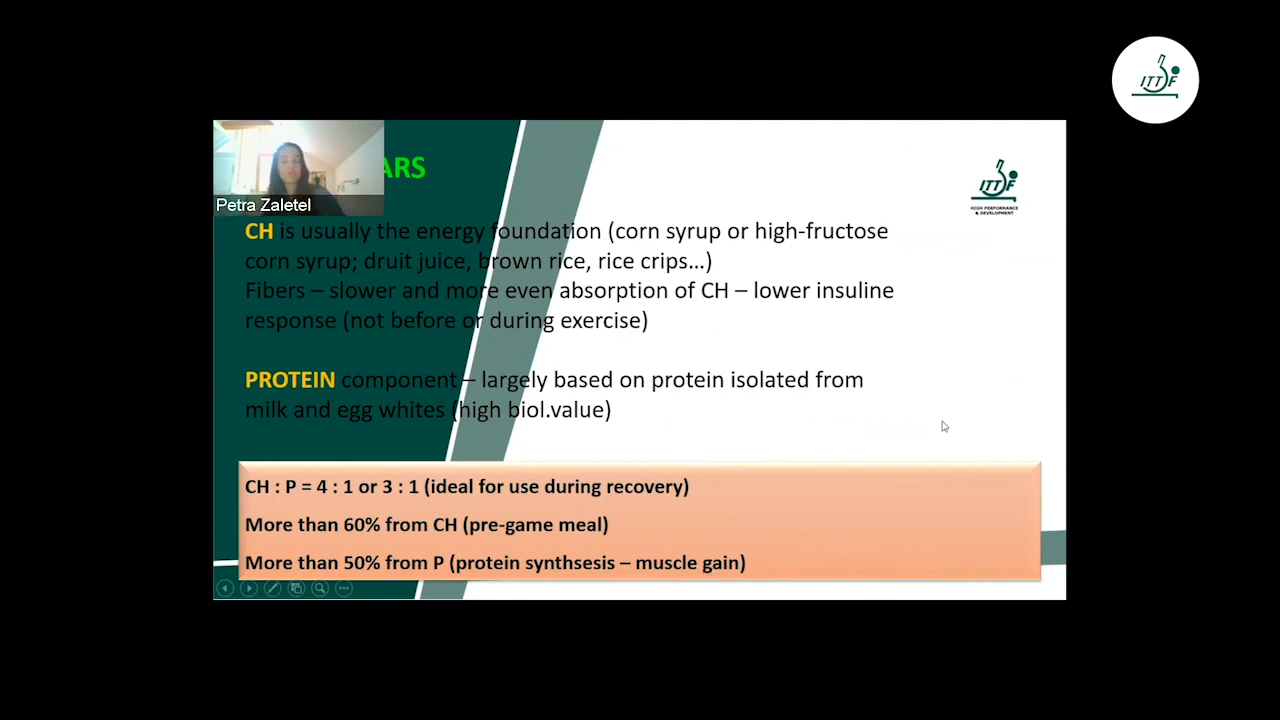 ITTF
ARS
Petra Zaletel
ITTF
HIGH PERFORMANCE
& DEVELOPMENT
CH is usually the energy foundation (corn syrup or high-fructose
corn syrup; druit juice, brown rice, rice crips...)
Fibers – slower and more even absorption of CH – lower insuline
response (not before or during exercise)
PROTEIN component – largely based on protein isolated from
milk and egg whites (high biol.value)
CH : P = 4 : 1 or 3 : 1 (ideal for use during recovery)
More than 60% from CH (pre-game meal)
More than 50% from P (protein synthsesis – muscle gain)